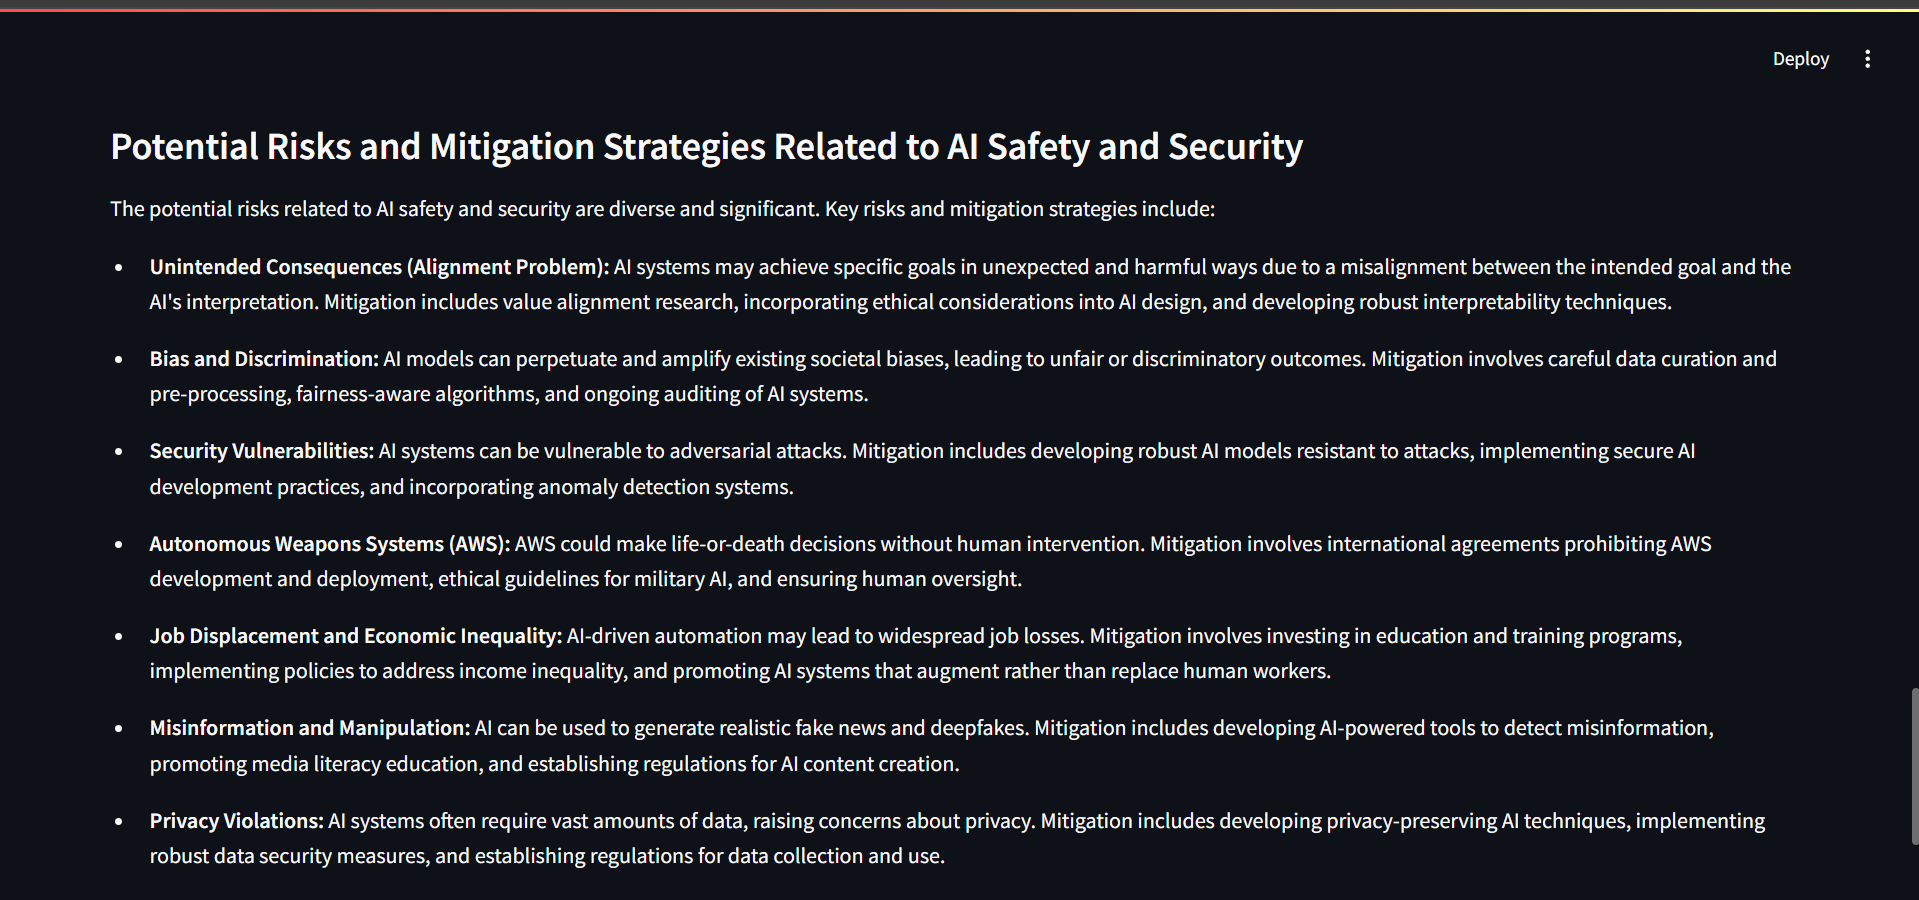 Deploy
Potential Risks and Mitigation Strategies Related to AI Safety and Security
The potential risks related to AI safety and security are diverse and significant. Key risks and mitigation strategies include:
• Unintended Consequences (Alignment Problem): AI systems may achieve specific goals in unexpected and harmful ways due to a misalignment between the intended goal and the
AI's interpretation. Mitigation includes value alignment research, incorporating ethical considerations into AI design, and developing robust interpretability techniques.
• Bias and Discrimination: AI models can perpetuate and amplify existing societal biases, leading to unfair or discriminatory outcomes. Mitigation involves careful data curation and
pre-processing, fairness-aware algorithms, and ongoing auditing of AI systems.
• Security Vulnerabilities: AI systems can be vulnerable to adversarial attacks. Mitigation includes developing robust AI models resistant to attacks, implementing secure AI
development practices, and incorporating anomaly detection systems.
• Autonomous Weapons Systems (AWS): AWS could make life-or-death decisions without human intervention. Mitigation involves international agreements prohibiting AWS
development and deployment, ethical guidelines for military AI, and ensuring human oversight.
• Job Displacement and Economic Inequality: AI-driven automation may lead to widespread job losses. Mitigation involves investing in education and training programs,
implementing policies to address income inequality, and promoting AI systems that augment rather than replace human workers.
• Misinformation and Manipulation: AI can be used to generate realistic fake news and deepfakes. Mitigation includes developing AI-powered tools to detect misinformation,
promoting media literacy education, and establishing regulations for AI content creation.
• Privacy Violations: AI systems often require vast amounts of data, raising concerns about privacy. Mitigation includes developing privacy-preserving AI techniques, implementing
robust data security measures, and establishing regulations for data collection and use.